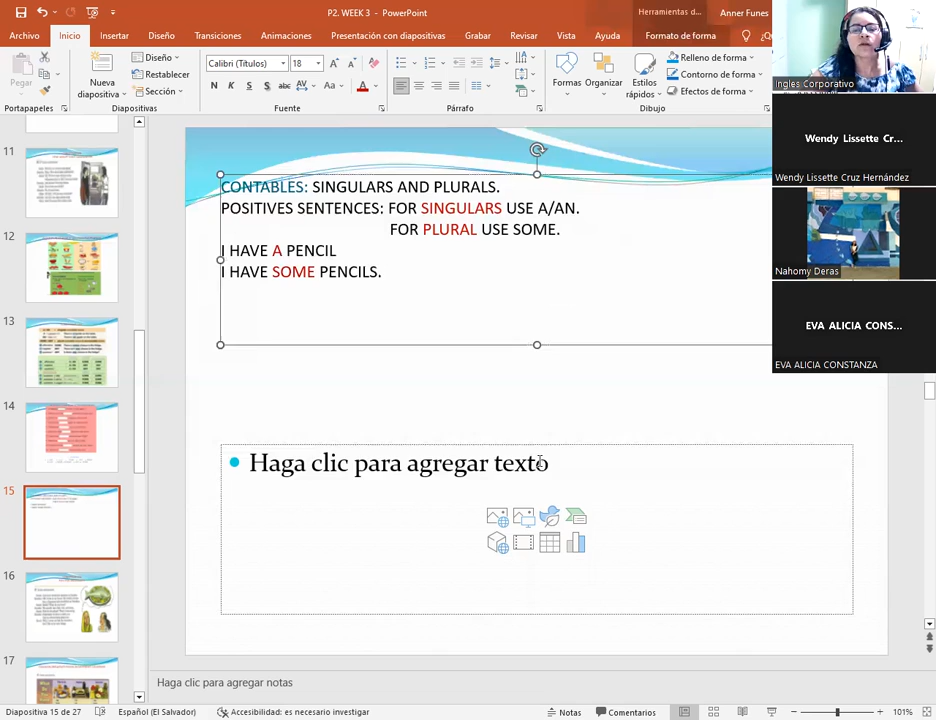 P2. WEEK 3 - PowerPoint
Herramientas d...
Anner Funes
Archivo
Inicio
Insertar
Diseño
Transiciones
Animaciones
Presentación con diapositivas
Grabar
Revisar
Vista
Ayuda
Formato de forma
¿Q
Pegar
Nueva
diapositiva
Diseño
Restablecer
Sección
Calibri (Títulos)
18
N K S abc AV Aa A
Formas
Organizar
Estilos
rápidos
Relleno de forma
Contorno de forma
Efectos de forma
Portapapeles
Diapositivas
Fuente
Párrafo
Dibujo
Ingles Corporativo
Wendy Lissette Cr...
Wendy Lissette Cruz Hernández
Nahomy Deras
EVA ALICIA CONS...
EVA ALICIA CONSTANZA
11
12
13
14
15
16
17
CONTABLES: SINGULARS AND PLURALS.
POSITIVES SENTENCES: FOR SINGULARS USE A/AN.
FOR PLURAL USE SOME.
I HAVE A PENCIL
I HAVE SOME PENCILS.
Haga clic para agregar texto
Haga clic para agregar notas
Diapositiva 15 de 27
Español (El Salvador)
Accesibilidad: es necesario investigar
Notas
Comentarios
101%